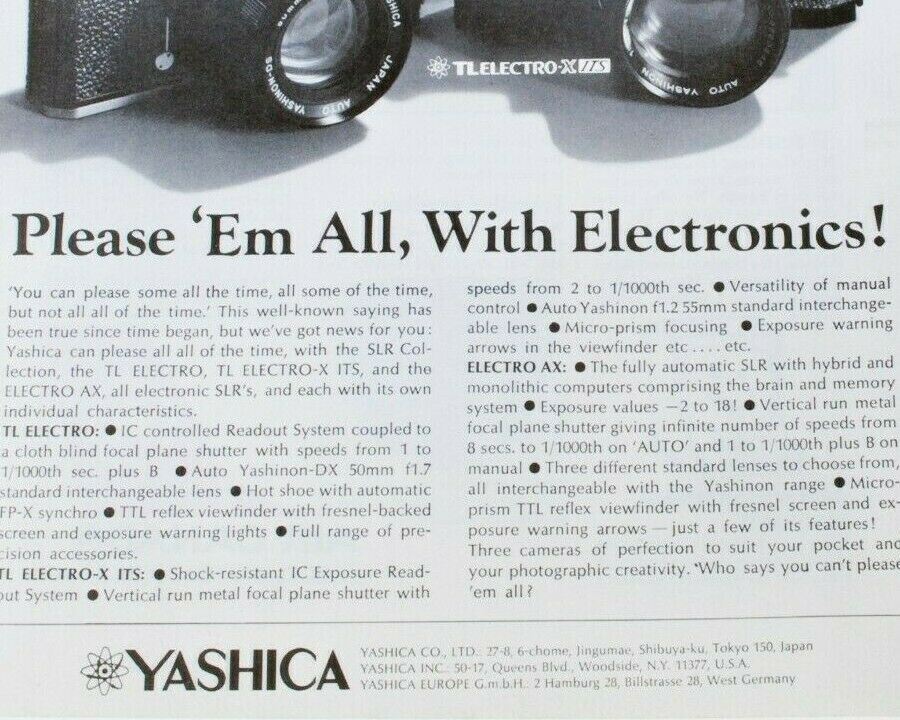 YASHICA
JAPAN
AUTO YASHINON-DS
TL ELECTRO-X ITS
AUTO YASHINON
Please 'Em All, With Electronics!
'You can please some all the time, all some of the time,
but not all all of the time.' This well-known saying has
been true since time began, but we've got news for you:
Yashica can please all all of the time, with the SLR Col-
lection, the TL ELECTRO, TL ELECTRO-X ITS, and the
ELECTRO AX, all electronic SLR's, and each with its own
individual characteristics.
TL ELECTRO: ● IC controlled Readout System coupled to
a cloth blind focal plane shutter with speeds from 1 to
1/1000th sec. plus B ● Auto Yashinon-DX 50mm f1.7
standard interchangeable lens ● Hot shoe with automatic
FP-X synchro ● TTL reflex viewfinder with fresnel-backed
screen and exposure warning lights ● Full range of pre-
cision accessories.
TL ELECTRO-X ITS: ● Shock-resistant IC Exposure Read-
out System ● Vertical run metal focal plane shutter with
speeds from 2 to 1/1000th sec. ● Versatility of manual
control ● Auto Yashinon f1.2 55mm standard interchange-
able lens ● Micro-prism focusing ● Exposure warning
arrows in the viewfinder etc....etc.
ELECTRO AX: ● The fully automatic SLR with hybrid and
monolithic computers comprising the brain and memory
system ● Exposure values −2 to 18! ● Vertical run metal
focal plane shutter giving infinite number of speeds from
8 secs. to 1/1000th on 'AUTO' and 1 to 1/1000th plus B on
manual ● Three different standard lenses to choose from,
all interchangeable with the Yashinon range ● Micro-
prism TTL reflex viewfinder with fresnel screen and ex-
posure warning arrows — just a few of its features!
Three cameras of perfection to suit your pocket and
your photographic creativity. 'Who says you can't please
'em all?
YASHICA
YASHICA CO., LTD.: 27-8, 6-chome, Jingumae, Shibuya-ku, Tokyo 150, Japan
YASHICA INC.: 50-17, Queens Blvd., Woodside, N.Y. 11377, U.S.A.
YASHICA EUROPE G.m.b.H.: 2 Hamburg 28, Billstrasse 28, West Germany